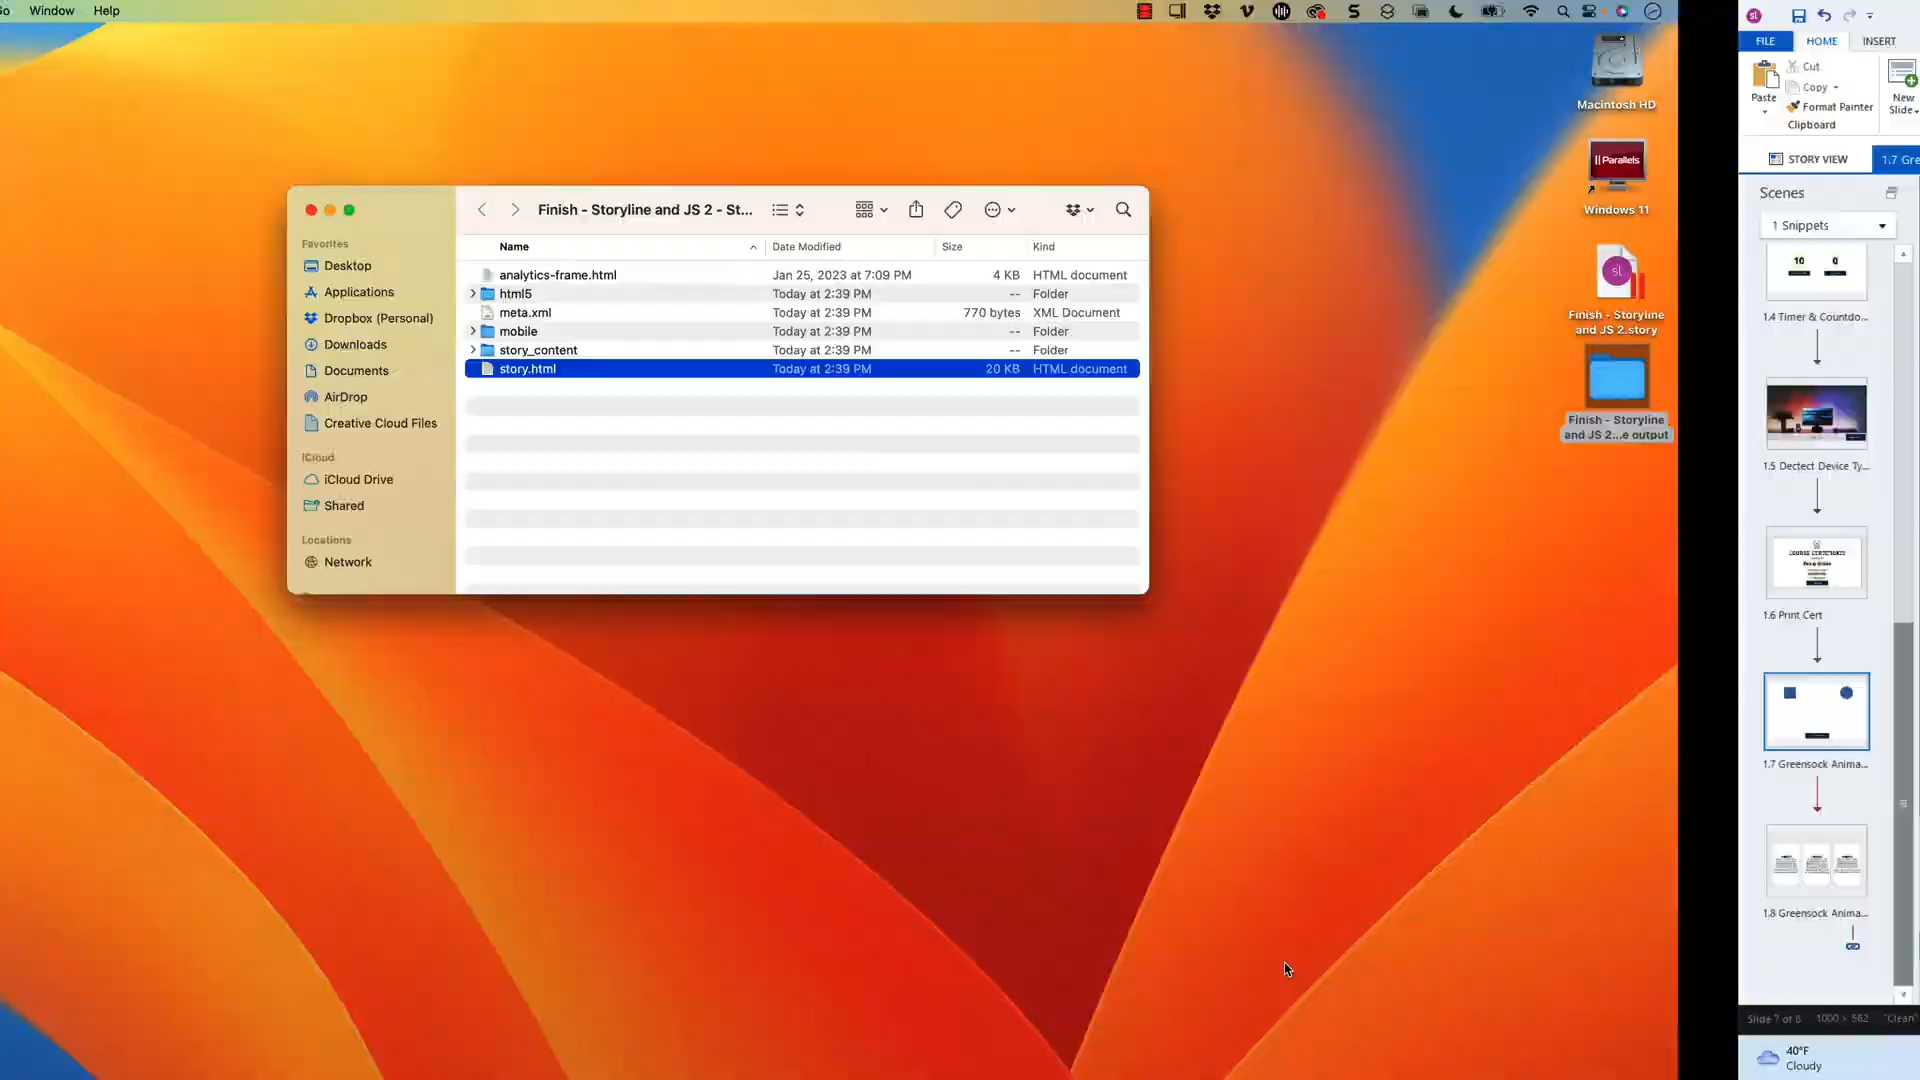 Go Window Help
Macintosh HD
Parallels
Windows 11
sl
Finish - Storyline
and JS 2.story
Finish - Storyline
and JS 2...e output
Finish - Storyline and JS 2 - St...
Favorites
Desktop
Applications
Dropbox (Personal)
Downloads
Documents
AirDrop
Creative Cloud Files
iCloud
iCloud Drive
Shared
Locations
Network
Name Date Modified Size Kind
analytics-frame.html Jan 25, 2023 at 7:09 PM 4 KB HTML document
html5 Today at 2:39 PM -- Folder
meta.xml Today at 2:39 PM 770 bytes XML Document
mobile Today at 2:39 PM -- Folder
story_content Today at 2:39 PM -- Folder
story.html Today at 2:39 PM 20 KB HTML document
sl
FILE HOME INSERT
Cut
Copy
Format Painter
Paste
New
Slide
Clipboard
STORY VIEW 1.7 Gre
Scenes
1 Snippets
10 0
1.4 Timer & Countdo...
1.5 Dectect Device Ty...
COURSE CERTIFICATE
1.6 Print Cert
1.7 Greensock Anima...
1.8 Greensock Anima...
Slide 7 of 8 1000 × 562 "Clean"
40°F
Cloudy